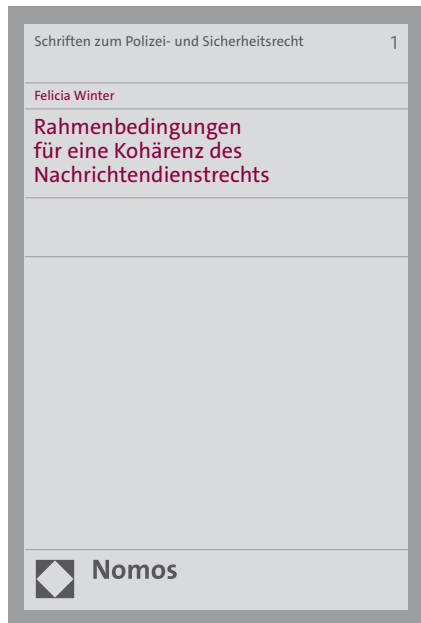 Schriften zum Polizei- und Sicherheitsrecht 1
Felicia Winter
Rahmenbedingungen
für eine Kohärenz des
Nachrichtendienstrechts
Nomos